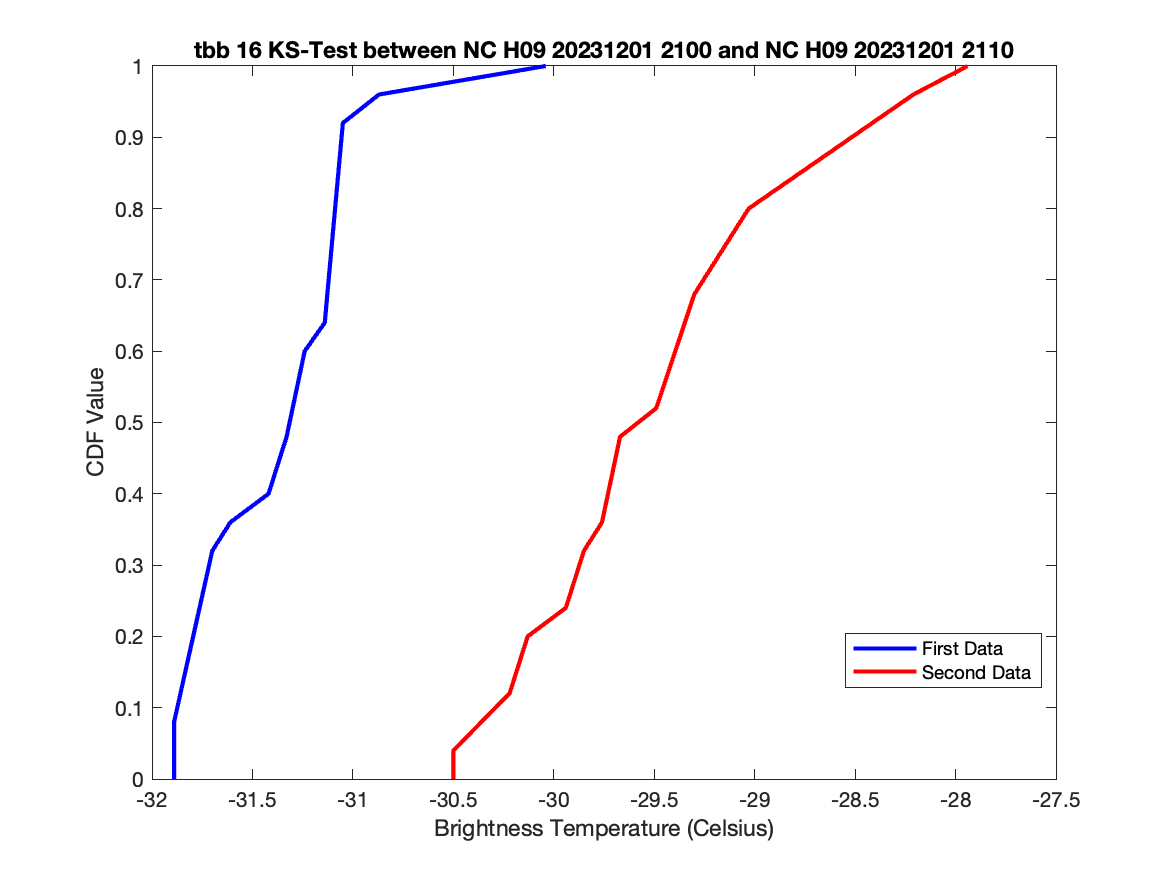 tbb 16 KS-Test between NC H09 20231201 2100 and NC H09 20231201 2110
1
0.9
0.8
0.7
0.6
0.5
0.4
0.3
0.2
0.1
0
CDF Value
First Data
Second Data
-32 -31.5 -31 -30.5 -30 -29.5 -29 -28.5 -28 -27.5
Brightness Temperature (Celsius)